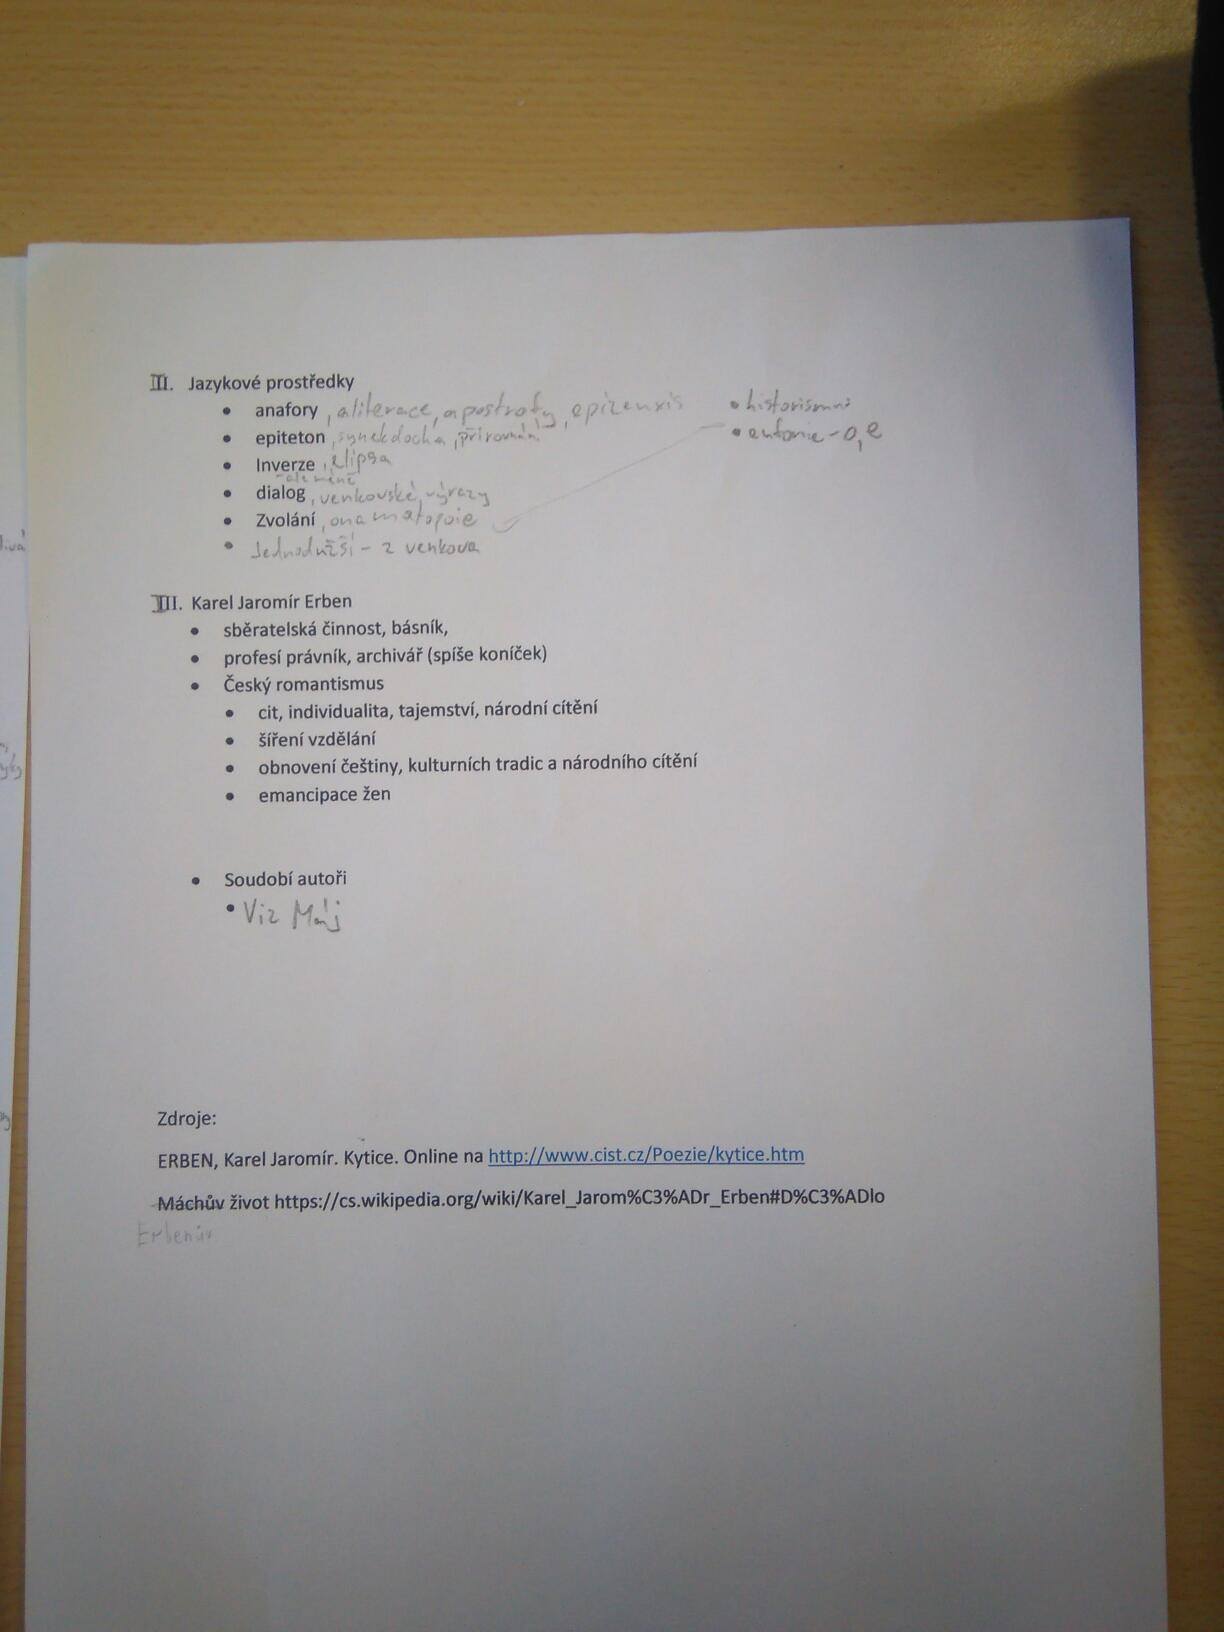 III. Jazykové prostředky
• anafory, aliterace, apostrofy, epizeuxis
• historismy
• epiteton, synekdocha, přirovnání
• eufonie - o, e
• Inverze, elipsa
• dialog, venkovské výrazy
• Zvolání, onamatopoie
• Jednodušší - z venkova
III. Karel Jaromír Erben
• sběratelská činnost, básník,
• profesí právník, archivář (spíše koníček)
• Český romantismus
• cit, individualita, tajemství, národní cítění
• šíření vzdělání
• obnovení češtiny, kulturních tradic a národního cítění
• emancipace žen
• Soudobí autoři
• Viz Máj
Zdroje:
ERBEN, Karel Jaromír. Kytice. Online na http://www.cist.cz/Poezie/kytice.htm
Máchův život https://cs.wikipedia.org/wiki/Karel_Jarom%C3%ADr_Erben#D%C3%ADlo
Erbenův